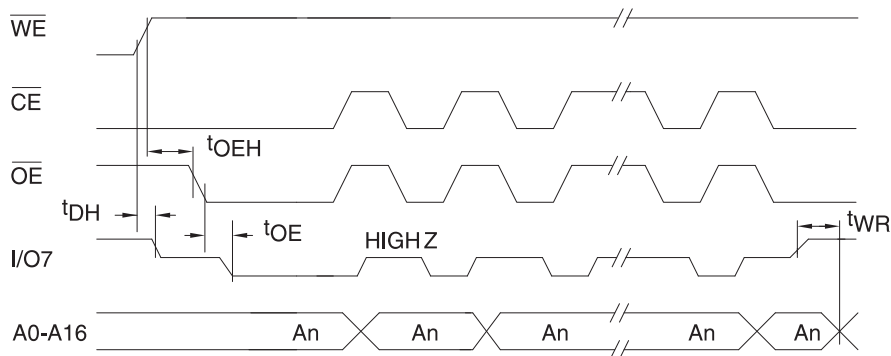 WE
CE
tOEH
OE
tDH
tOE
tWR
HIGH Z
I/O7
A0-A16
An An An An An